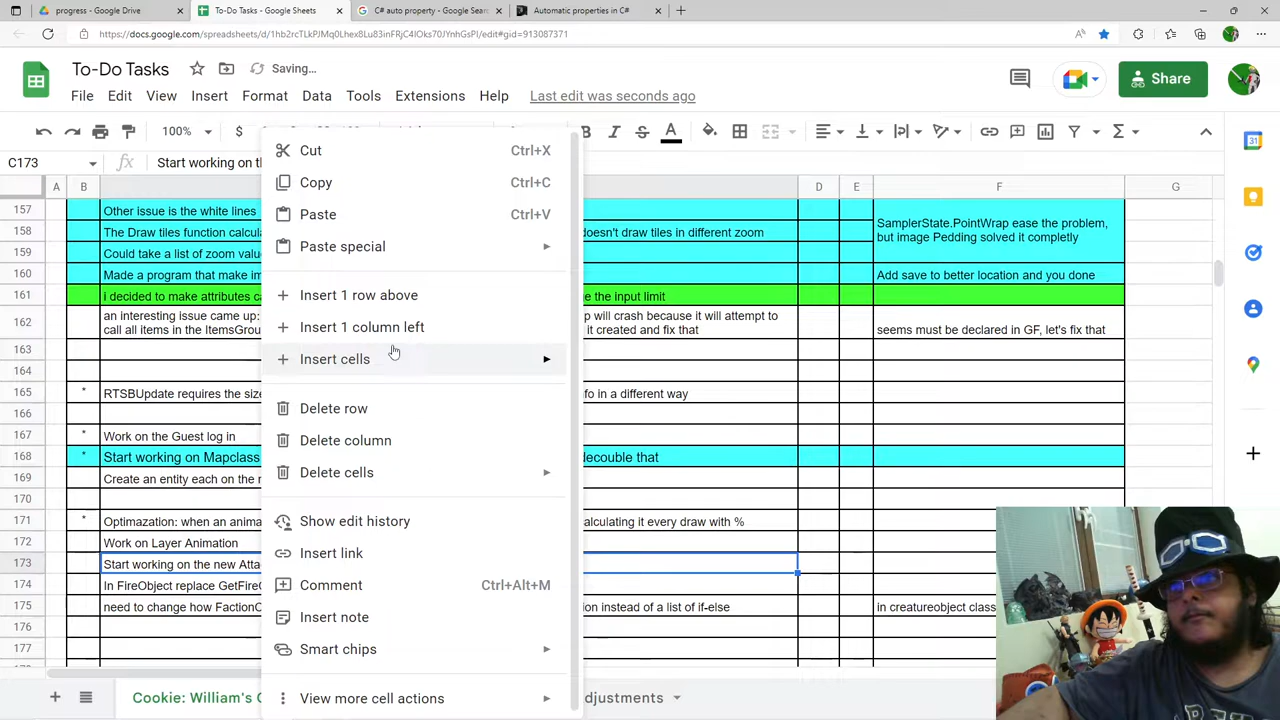 progress - Google Drive
To-Do Tasks - Google Sheets
C# auto property - Google Search
Automatic properties in C#
https://docs.google.com/spreadsheets/d/1hb2rcTLkPJMq0Lhex8Lu83inFRjC4IOks70JYnhGsPI/edit#gid=913087371
To-Do Tasks
Saving...
File Edit View Insert Format Data Tools Extensions Help Last edit was seconds ago
Share
100% $
C173
Start working on th
A B D E F G
157 Other issue is the white lines
158 The Draw tiles function calcula
doesn't draw tiles in different zoom
SamplerState.PointWrap ease the problem,
but image Pedding solved it completly
159 Could take a list of zoom valu
160 Made a program that make im
Add save to better location and you done
161 i decided to make attributes ca
e the input limit
162 an interesting issue came up:
call all items in the ItemsGrou
p will crash because it will attempt to
it created and fix that
seems must be declared in GF, let's fix that
163
164
165 * RTSBUpdate requires the size
nfo in a different way
166
167 * Work on the Guest log in
168 * Start working on Mapclass
decouble that
169 Create an entity each on the m
170
171 * Optimazation: when an anima
calculating it every draw with %
172 Work on Layer Animation
173 Start working on the new Atta
174 In FireObject replace GetFireO
175 need to change how FactionC
ion instead of a list of if-else
in creatureobject class
176
177
Cut Ctrl+X
Copy Ctrl+C
Paste Ctrl+V
Paste special
Insert 1 row above
Insert 1 column left
Insert cells
Delete row
Delete column
Delete cells
Show edit history
Insert link
Comment Ctrl+Alt+M
Insert note
Smart chips
View more cell actions
Cookie: William's C
djustments